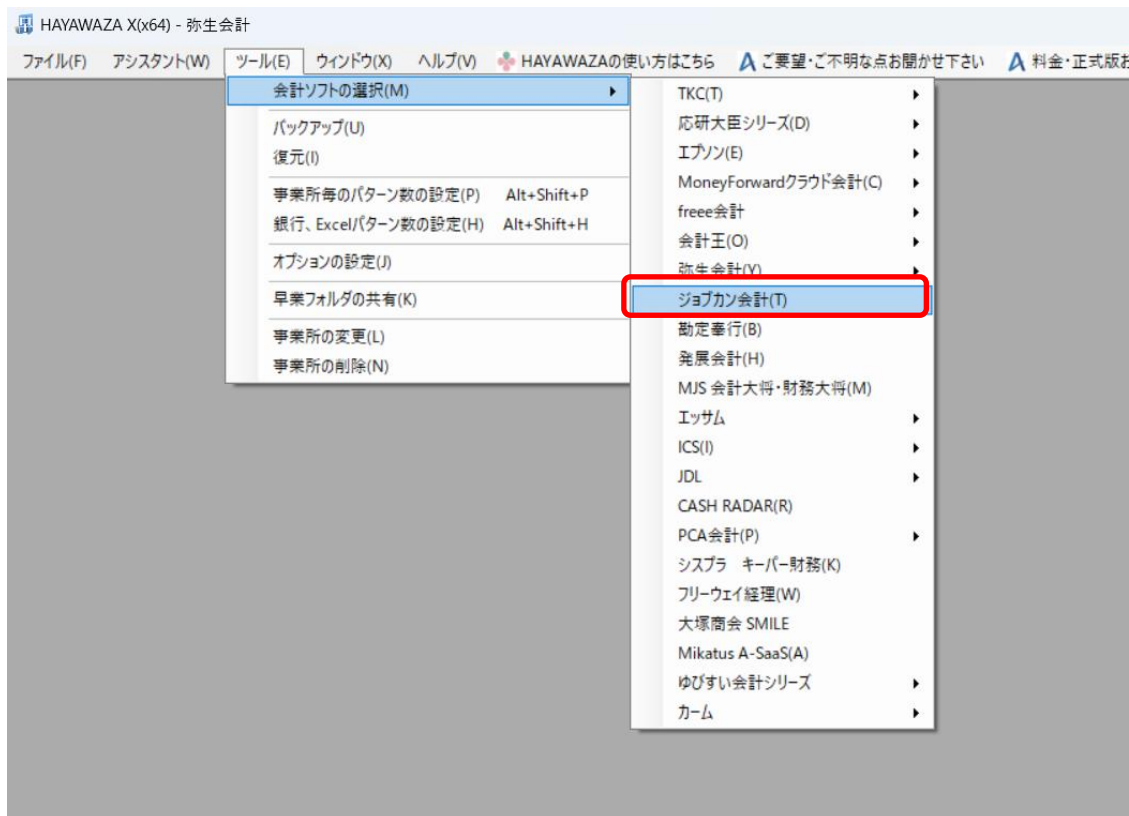 HAYAWAZA X(x64) - 弥生会計
ファイル(F) アシスタント(W) ツール(E) ウィンドウ(X) ヘルプ(V) HAYAWAZAの使い方はこちら ご要望・ご不明な点お聞かせ下さい 料金・正式版お
会計ソフトの選択(M)
バックアップ(U)
復元(I)
事業所毎のパターン数の設定(P) Alt+Shift+P
銀行、Excelパターン数の設定(H) Alt+Shift+H
オプションの設定(J)
早業フォルダの共有(K)
事業所の変更(L)
事業所の削除(N)
TKC(T)
応研大臣シリーズ(D)
エプソン(E)
MoneyForwardクラウド会計(C)
freee会計
会計王(O)
弥生会計(Y)
ジョブカン会計(T)
勘定奉行(B)
発展会計(H)
MJS 会計大将・財務大将(M)
エッサム
ICS(I)
JDL
CASH RADAR(R)
PCA会計(P)
シスプラ　キーパー財務(K)
フリーウェイ経理(W)
大塚商会 SMILE
Mikatus A-SaaS(A)
ゆびすい会計シリーズ
カーム